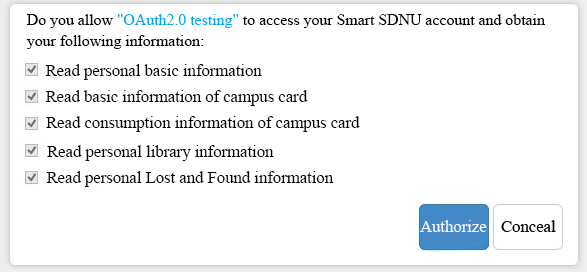 Do you allow "OAuth2.0 testing" to access your Smart SDNU account and obtain
your following information:
Read personal basic information
Read basic information of campus card
Read consumption information of campus card
Read personal library information
Read personal Lost and Found information
Authorize Conceal